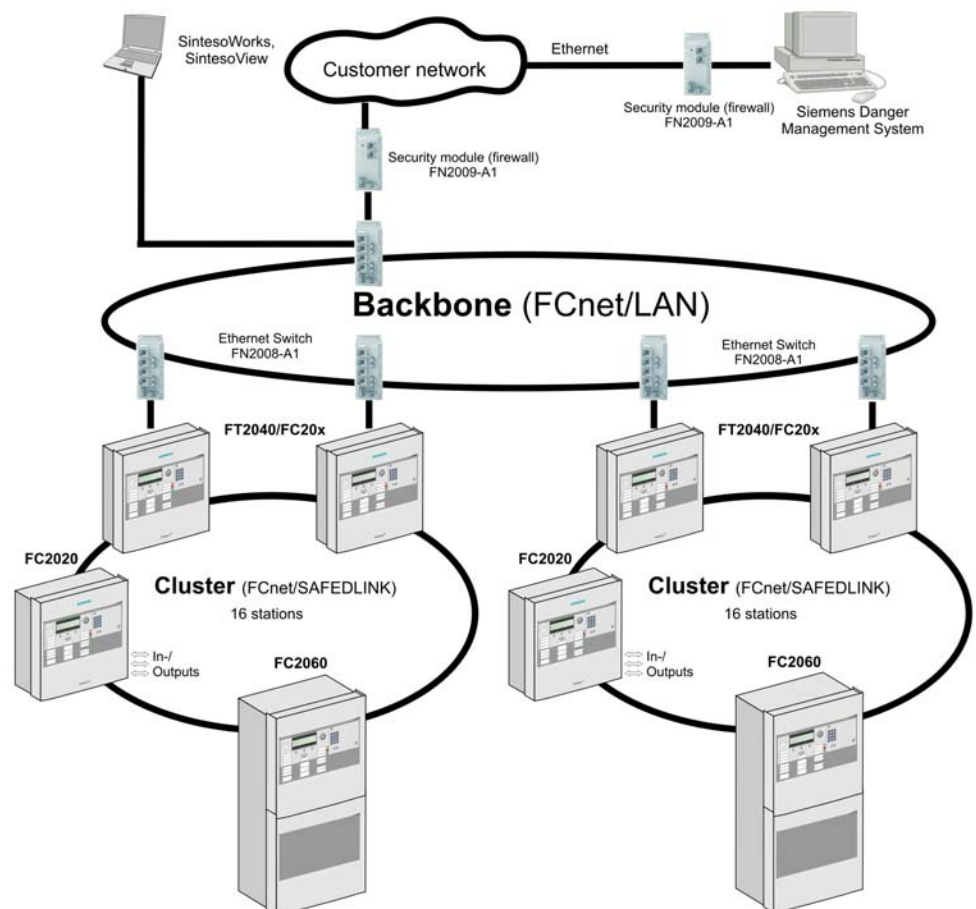 SintesoWorks,
SintesoView
Customer network
Ethernet
Security module (firewall)
FN2009-A1
Siemens Danger
Management System
Security module (firewall)
FN2009-A1
Backbone (FCnet/LAN)
Ethernet Switch
FN2008-A1
Ethernet Switch
FN2008-A1
FT2040/FC20x
FT2040/FC20x
FC2020
Cluster (FCnet/SAFEDLINK)
16 stations
In-/
Outputs
FC2060
FC2020
Cluster (FCnet/SAFEDLINK)
16 stations
In-/
Outputs
FC2060